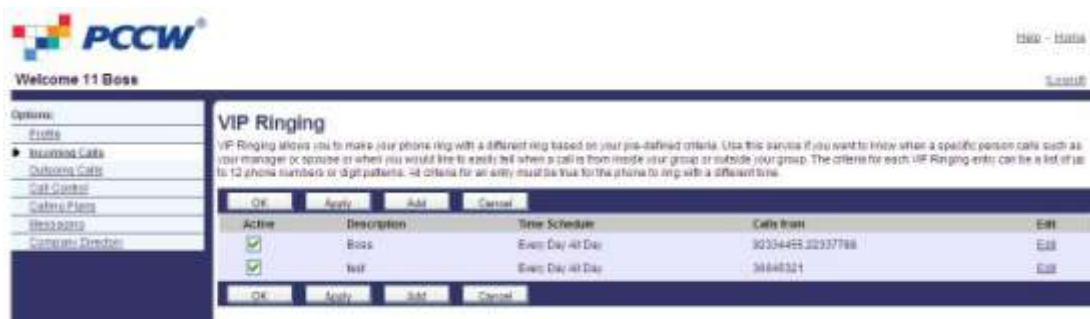 PCCW®
Help - Home
Welcome 11 Boss
Options:
Profile
Incoming Calls
Outgoing Calls
Call Control
Calling Plans
Messaging
Company Directory
VIP Ringing
VIP Ringing allows you to make your phone ring with a different ring based on your pre-defined criteria. Use this service if you want to know when a specific person calls such as
your manager or spouse or when you would like to easily tell when a call is from inside your group or outside your group. The criteria for each VIP Ringing entry can be a list of up
to 12 phone numbers or digit patterns. All criteria for an entry must be true for the phone to ring with a different tone.
OK Apply Add Cancel
Active Description Time Schedule Calls from Edit
Boss Every Day All Day Edit
test Every Day All Day Edit
OK Apply Add Cancel